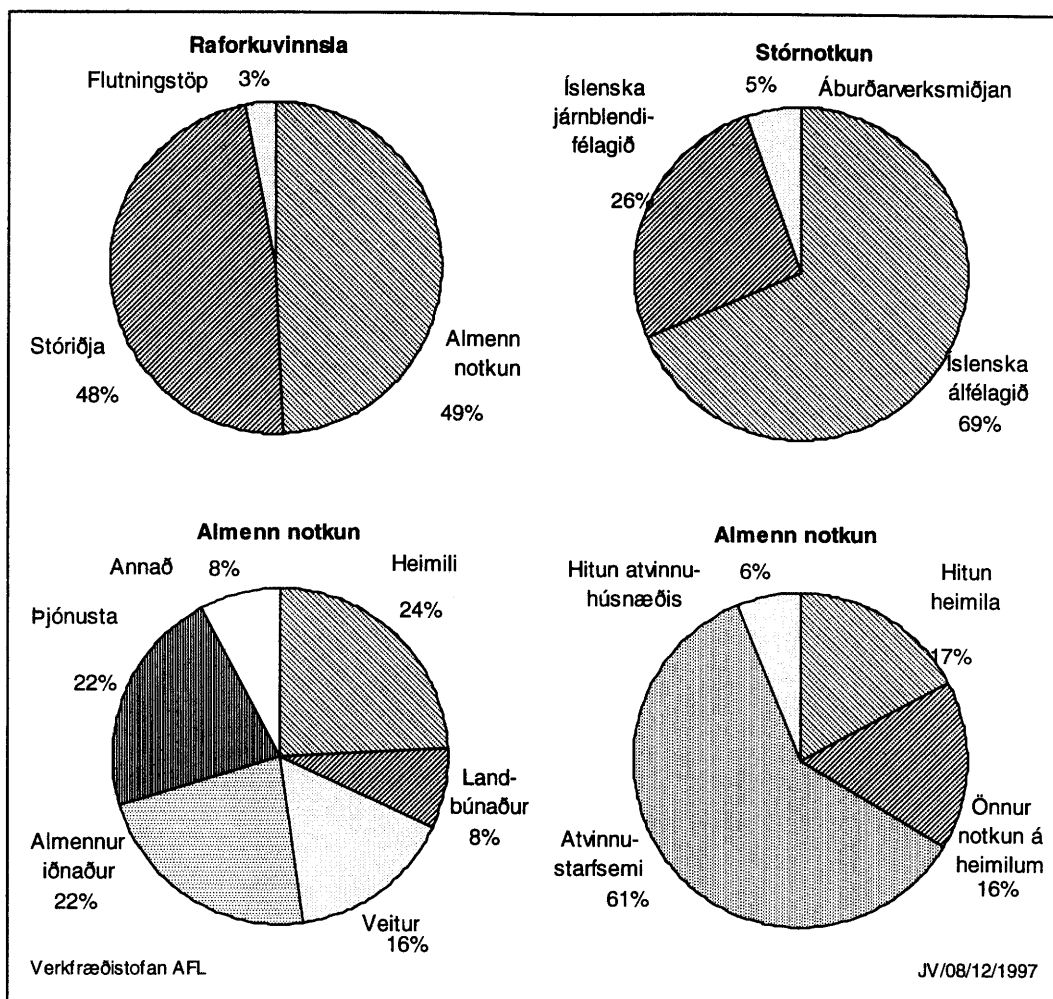 Raforkuvinnsla
Flutningstöp 3%
Stóriðja
48%
Almenn
notkun
49%
Stórnotkun
Íslenska
járnblendi-
félagið
26%
5% Áburðarverksmiðjan
Íslenska
álfélagið
69%
Almenn notkun
Annað 8%
Heimili
24%
Þjónusta
22%
Land-
búnaður
8%
Almennur
iðnaður
22%
Veitur
16%
Almenn notkun
Hitun atvinnu-
húsnæðis
6%
Hitun
heimila
17%
Önnur
notkun á
heimilum
16%
Atvinnu-
starfsemi
61%
Verkfræðistofan AFL
JV/08/12/1997